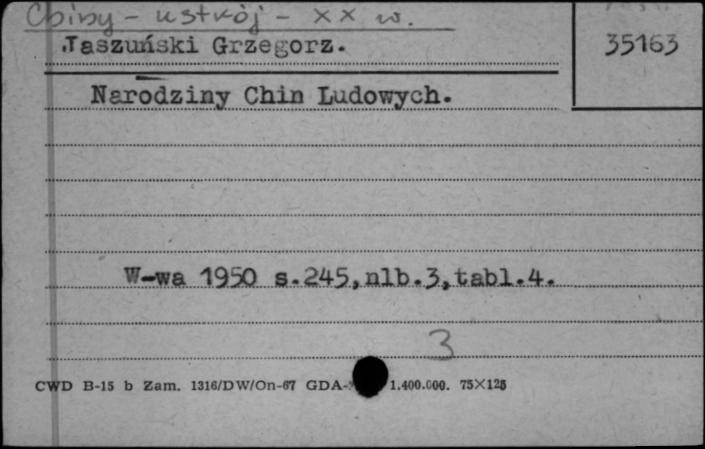 Chiny - ustrój - XX w.
Jaszuński Grzegorz.
35163
Narodziny Chin Ludowych.
W-wa 1950 s.245,nlb.3,tabl.4.
3
CWD B-15 b Zam. 1316/DW/On-67 GDA- 1.400.000. 75X125